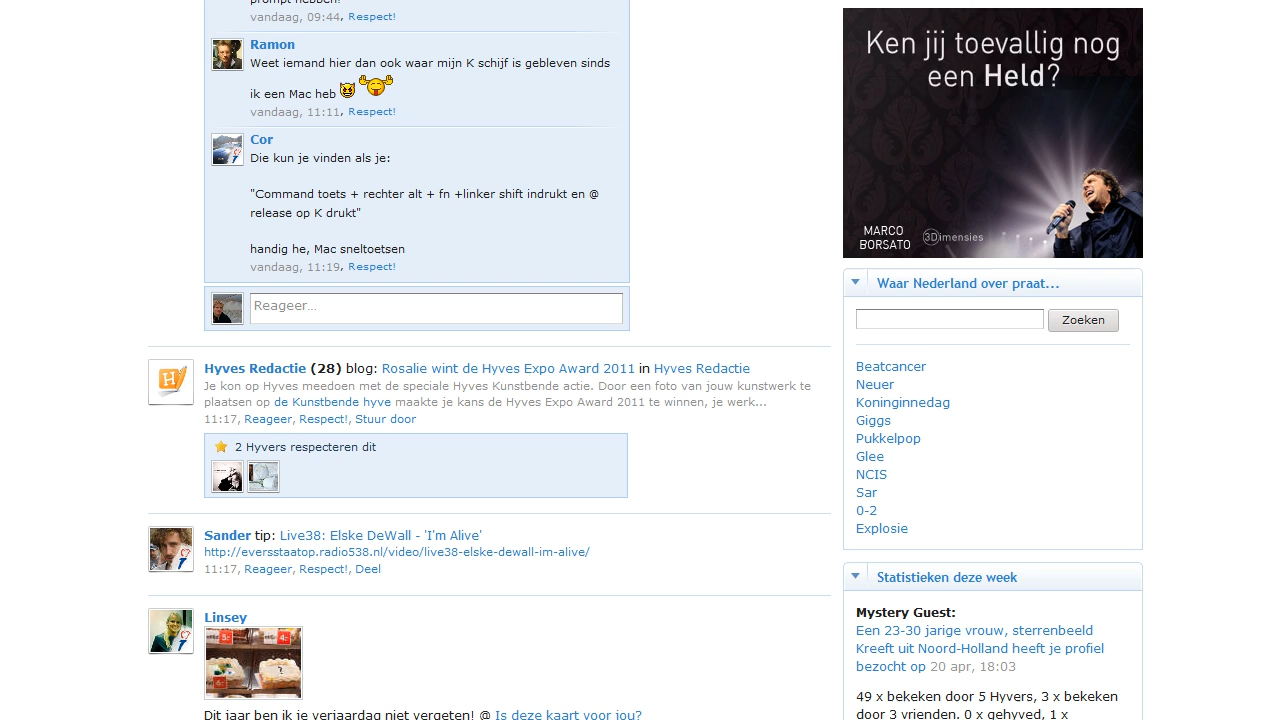 prompt hebben!
vandaag, 09:44, Respect!
Ramon
Weet iemand hier dan ook waar mijn K schijf is gebleven sinds
ik een Mac heb
vandaag, 11:11, Respect!
Cor
Die kun je vinden als je:
"Command toets + rechter alt + fn +linker shift indrukt en @
release op K drukt"
handig he, Mac sneltoetsen
vandaag, 11:19, Respect!
Reageer...
Hyves Redactie (28) blog: Rosalie wint de Hyves Expo Award 2011 in Hyves Redactie
Je kon op Hyves meedoen met de speciale Hyves Kunstbende actie. Door een foto van jouw kunstwerk te
plaatsen op de Kunstbende hyve maakte je kans de Hyves Expo Award 2011 te winnen, je werk...
11:17, Reageer, Respect!, Stuur door
2 Hyvers respecteren dit
Sander tip: Live38: Elske DeWall - 'I'm Alive'
http://eversstaatop.radio538.nl/video/live38-elske-dewall-im-alive/
11:17, Reageer, Respect!, Deel
Linsey
Dit jaar ben ik je verjaardag niet vergeten! @ Is deze kaart voor jou?
Ken jij toevallig nog
een Held?
MARCO
BORSATO
3Dimensies
Waar Nederland over praat...
Zoeken
Beatcancer
Neuer
Koninginnedag
Giggs
Pukkelpop
Glee
NCIS
Sar
0-2
Explosie
Statistieken deze week
Mystery Guest:
Een 23-30 jarige vrouw, sterrenbeeld
Kreeft uit Noord-Holland heeft je profiel
bezocht op 20 apr, 18:03
49 x bekeken door 5 Hyvers, 3 x bekeken
door 3 vrienden. 0 x gehyved, 1 x